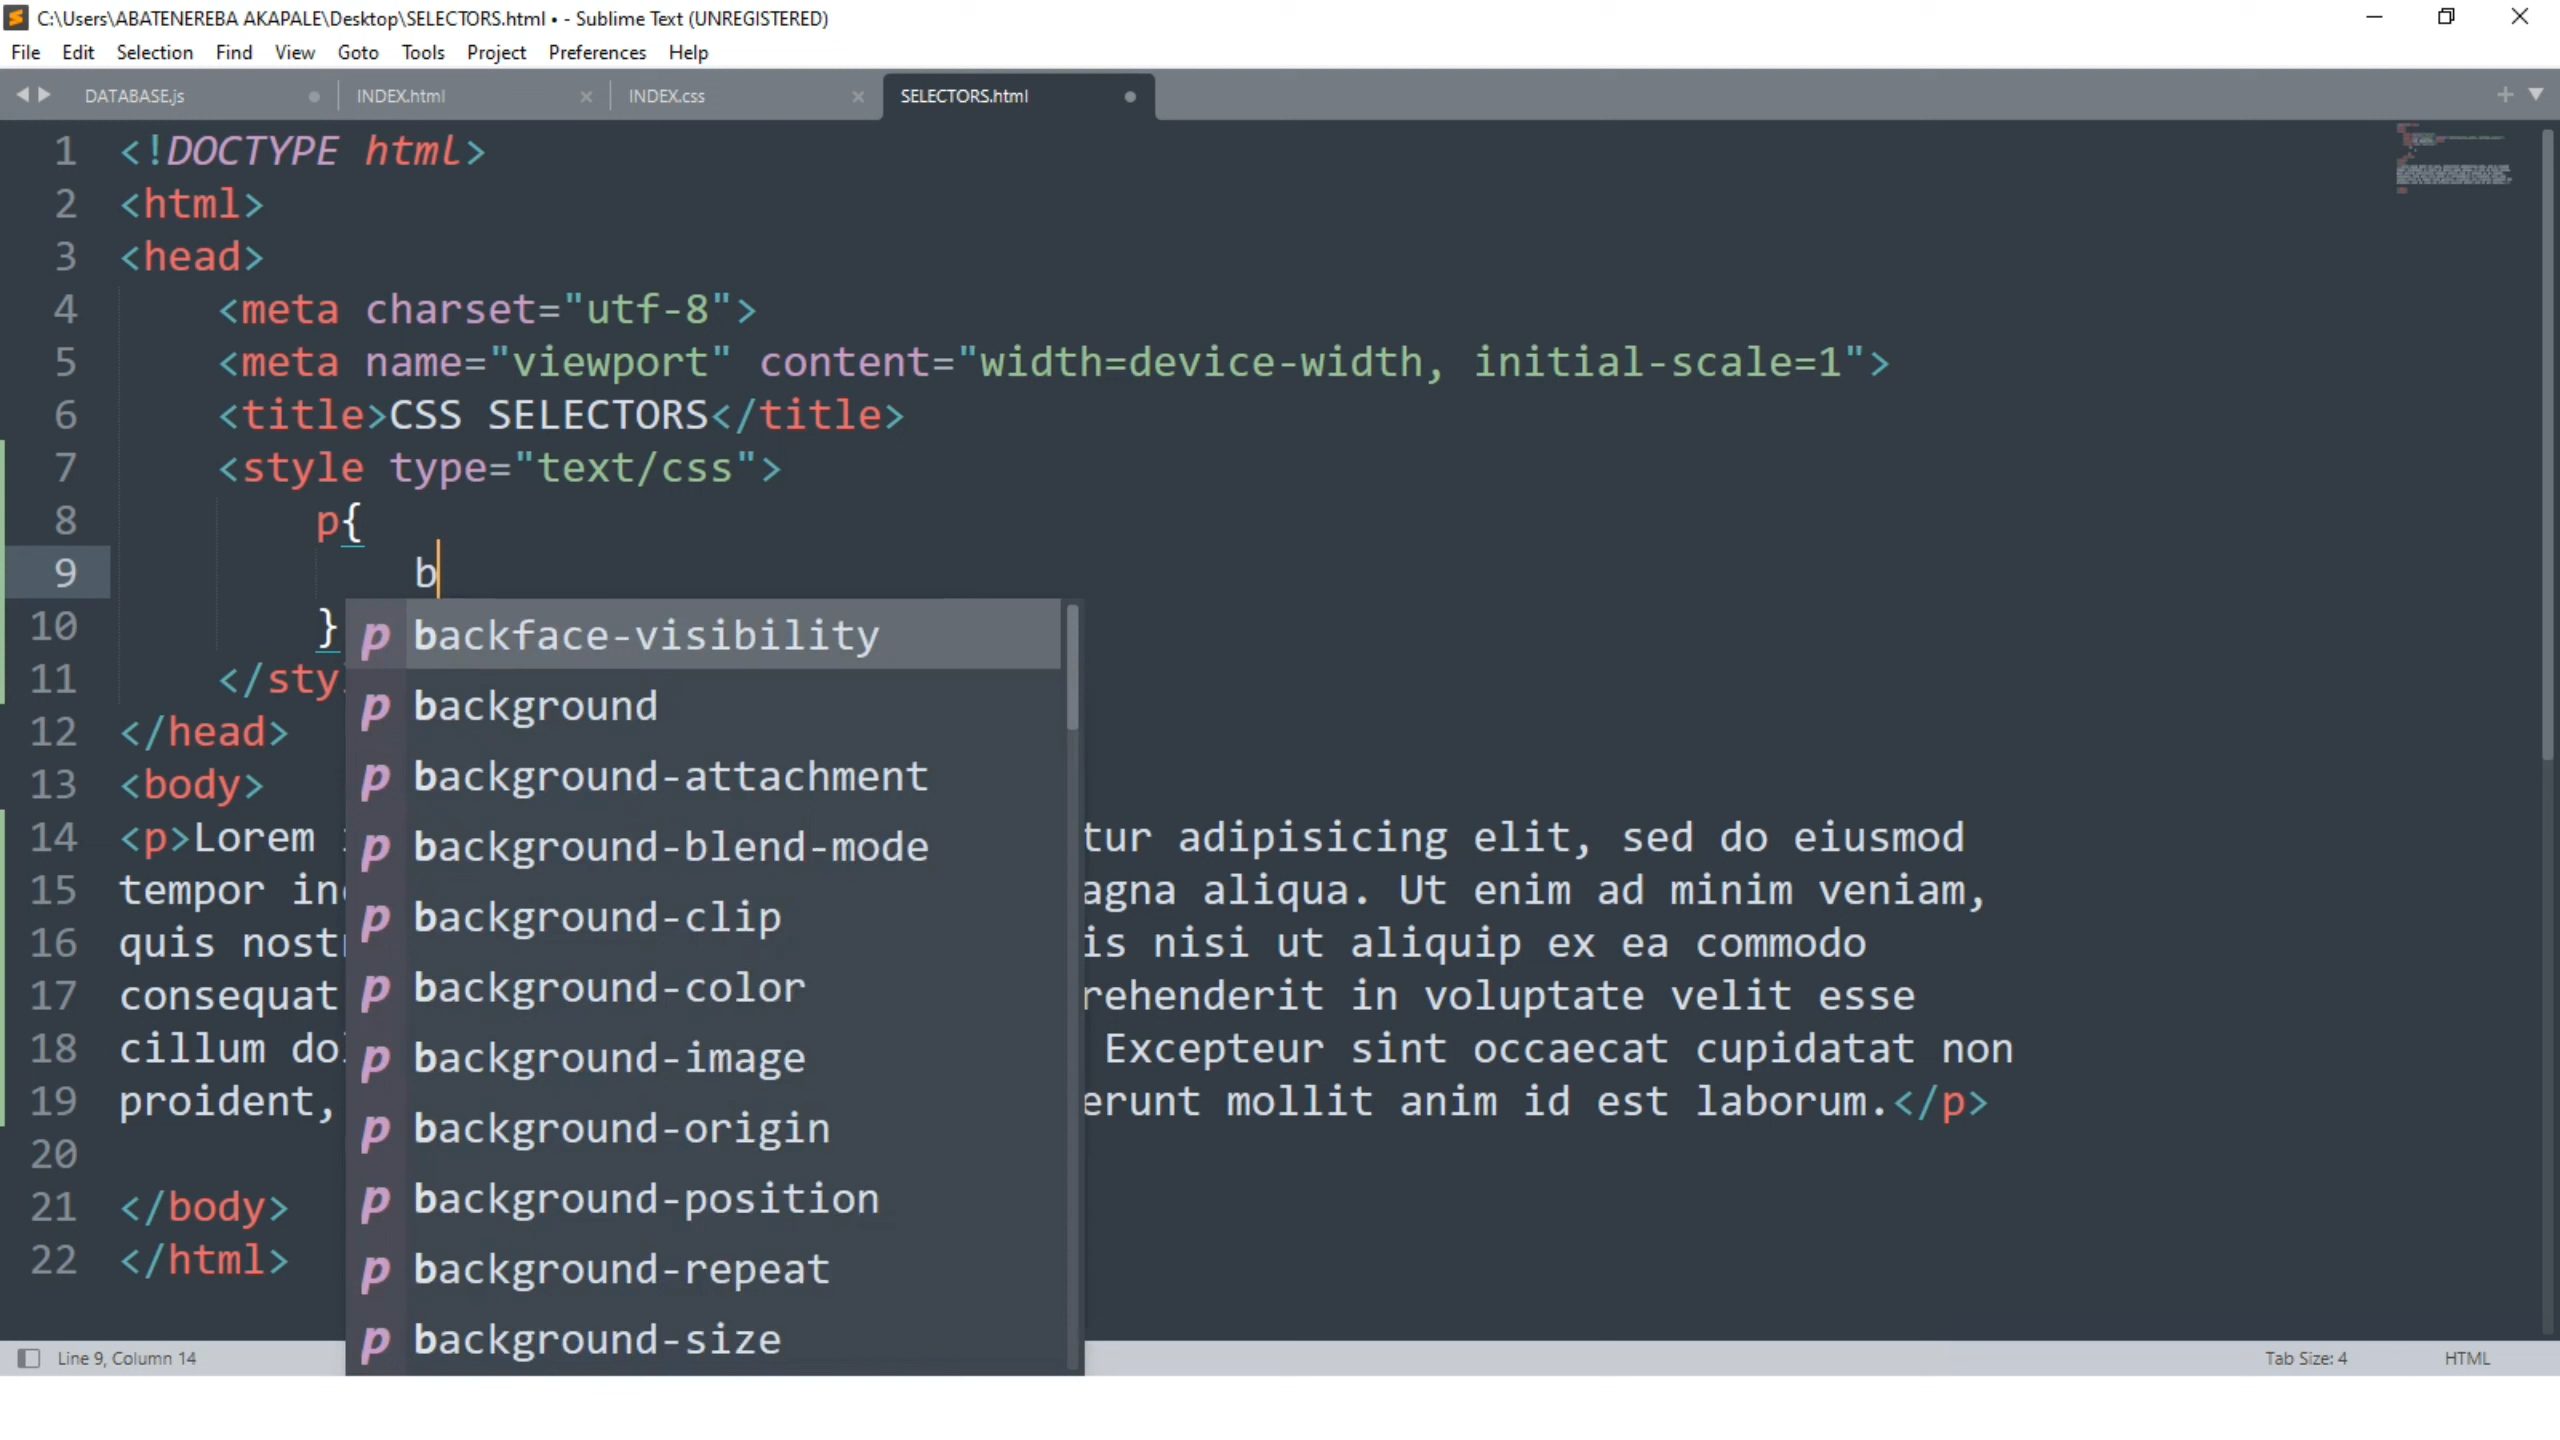 C:\Users\ABATENEREBA AKAPALE\Desktop\SELECTORS.html • - Sublime Text (UNREGISTERED)
File Edit Selection Find View Goto Tools Project Preferences Help
DATABASE.js INDEX.html INDEX.css SELECTORS.html
1 <!DOCTYPE html>
2 <html>
3 <head>
4 <meta charset="utf-8">
5 <meta name="viewport" content="width=device-width, initial-scale=1">
6 <title>CSS SELECTORS</title>
7 <style type="text/css">
8 p{
9 b
10 }
p backface-visibility
11 </sty
p background
12 </head>
p background-attachment
13 <body>
14 <p>Lorem tur adipisicing elit, sed do eiusmod
p background-blend-mode
15 tempor in agna aliqua. Ut enim ad minim veniam,
p background-clip
16 quis nost is nisi ut aliquip ex ea commodo
p background-color
17 consequat rehenderit in voluptate velit esse
p background-image
18 cillum do Excepteur sint occaecat cupidatat non
p background-origin
19 proident, erunt mollit anim id est laborum.</p>
20
p background-position
21 </body>
p background-repeat
22 </html>
p background-size
Line 9, Column 14 Tab Size: 4 HTML